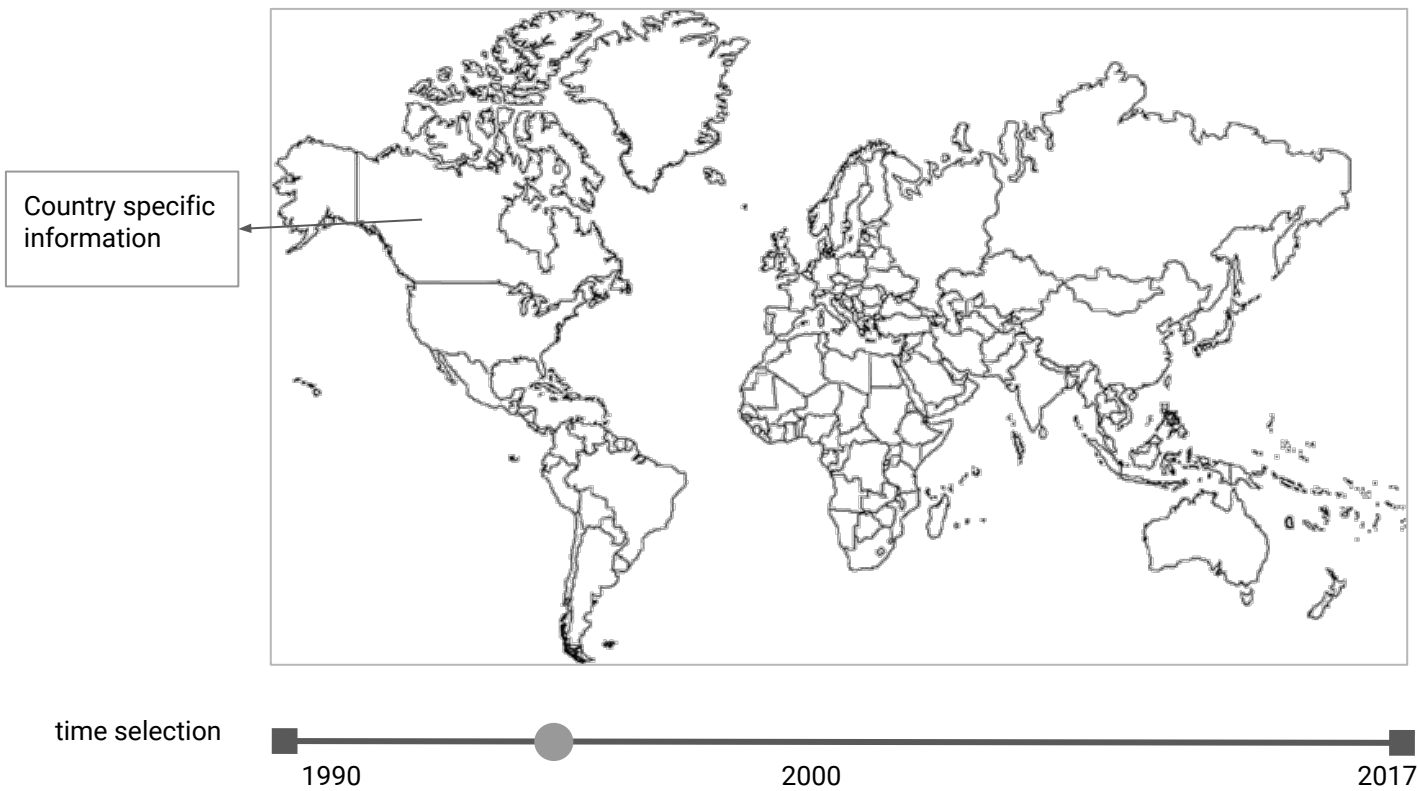 Country specific
information
time selection
1990
2000
2017